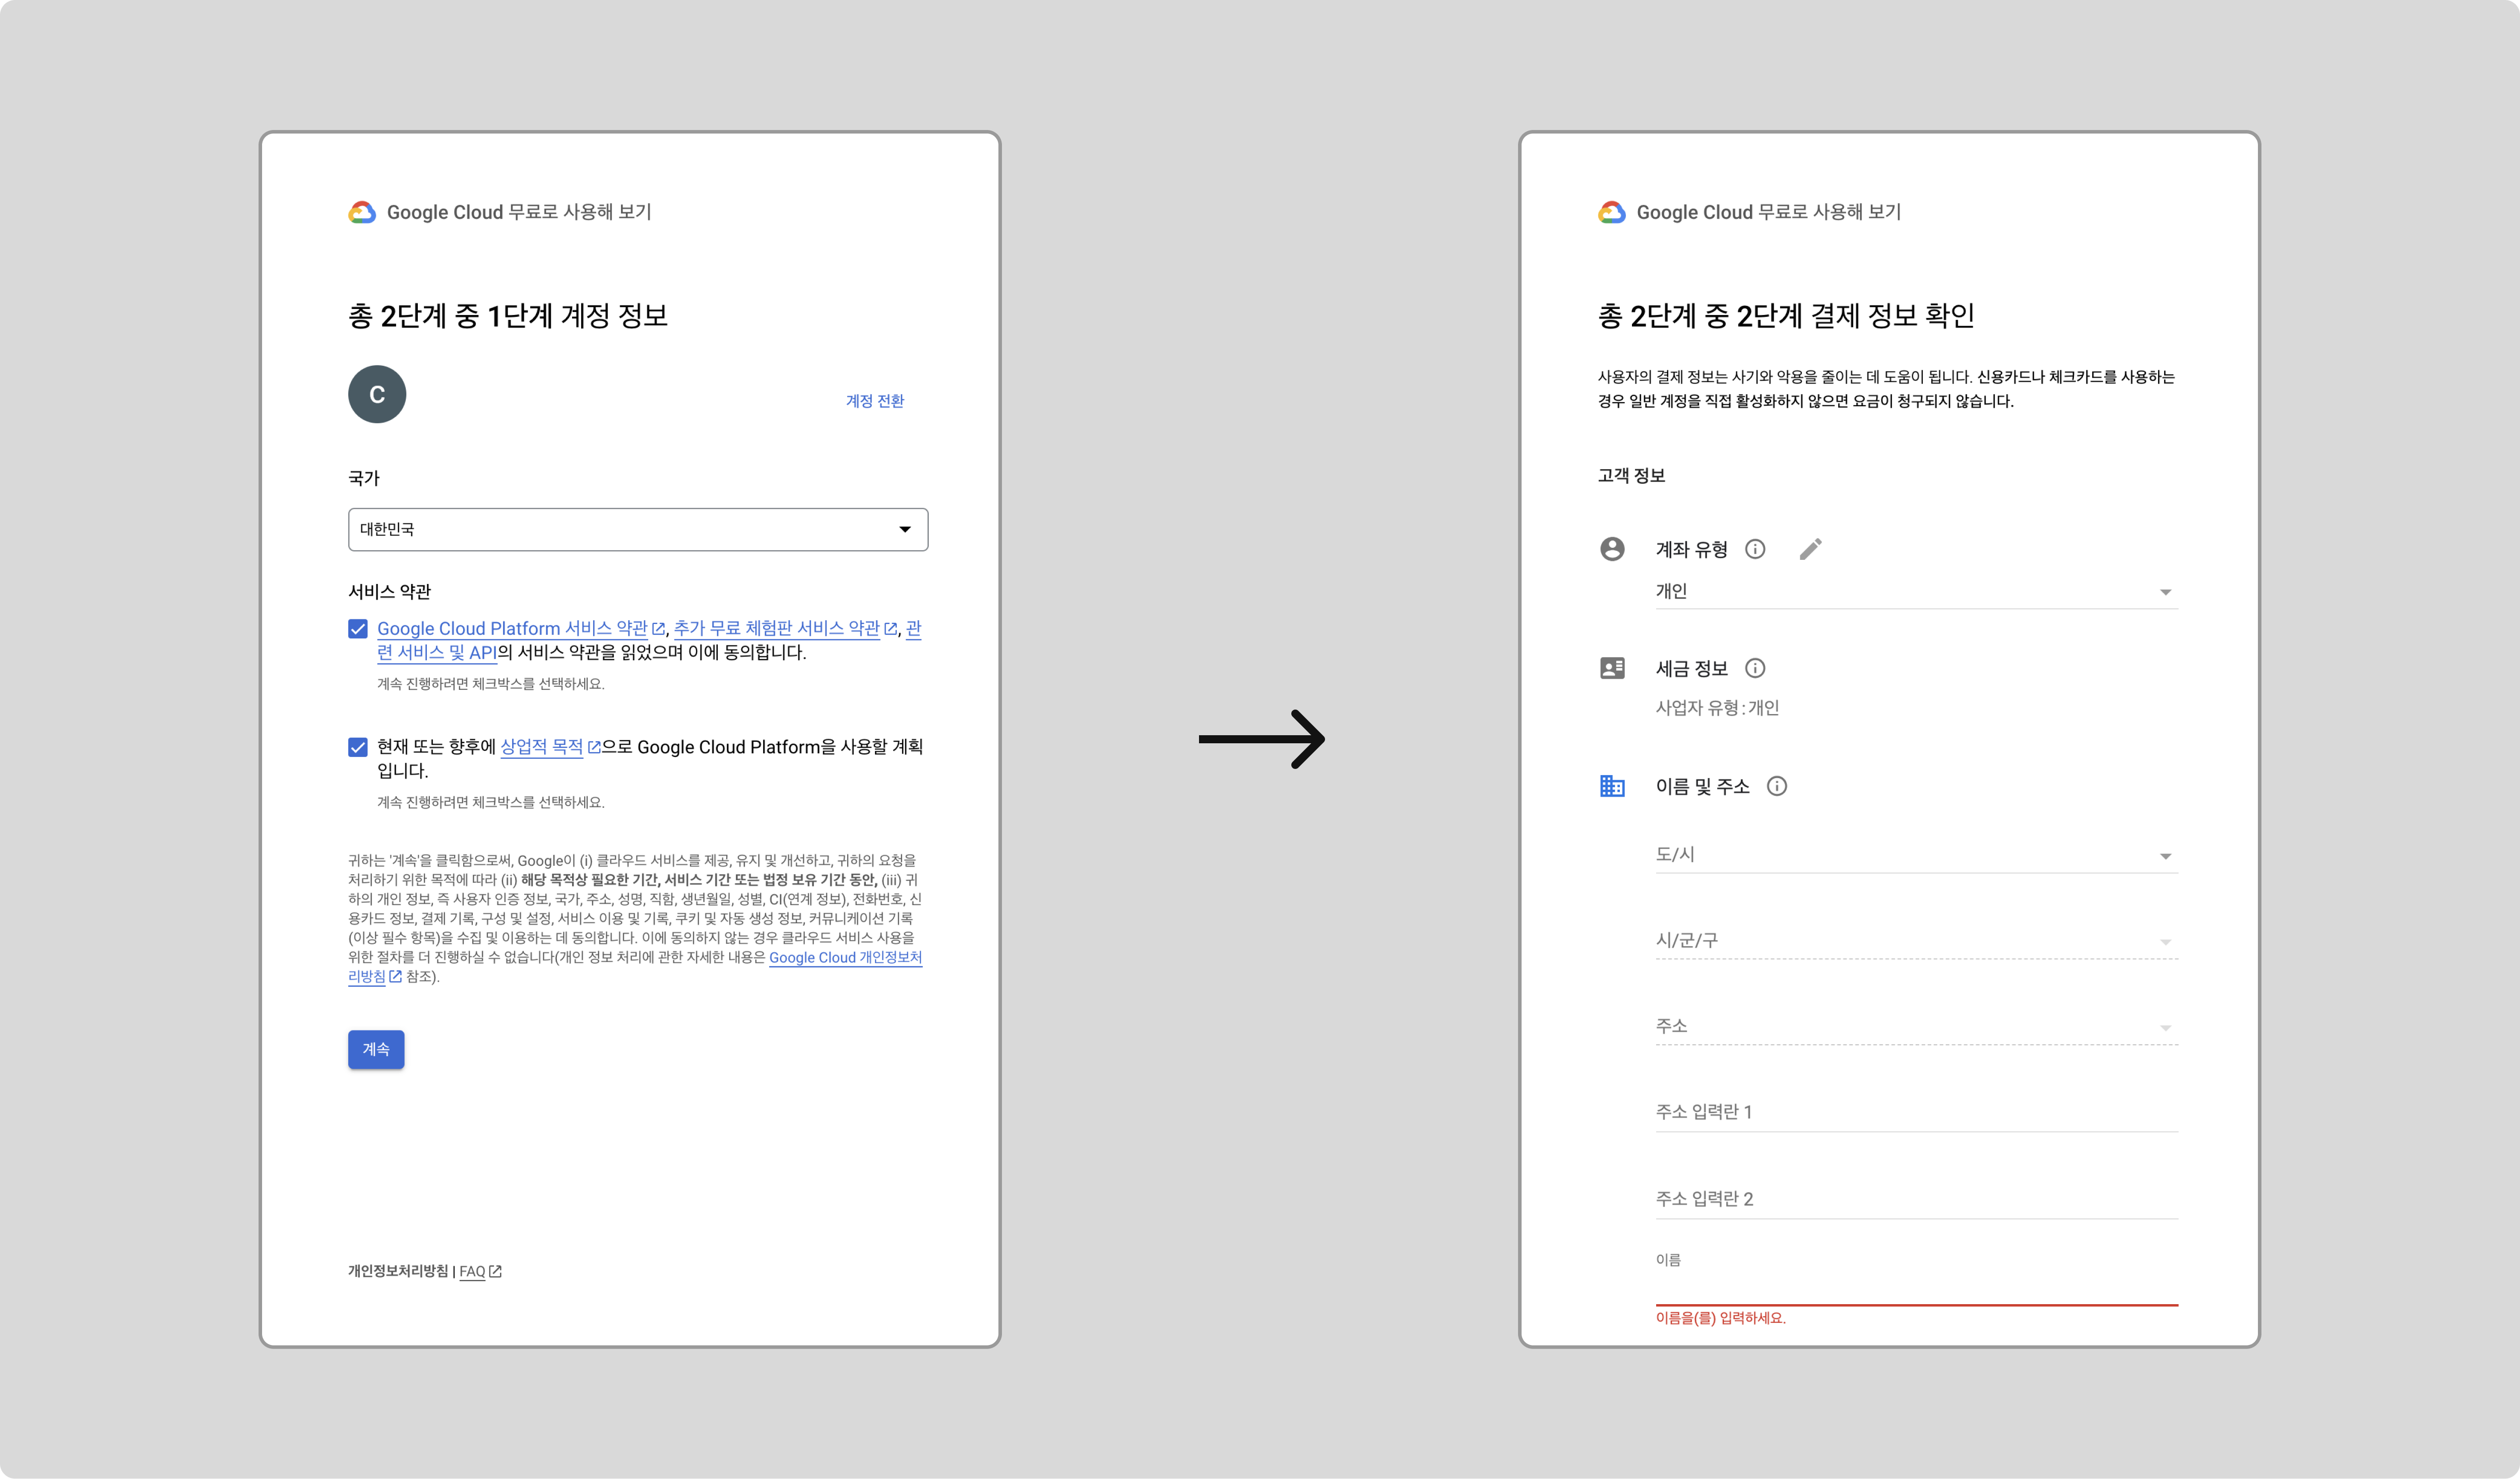 Google Cloud 무료로 사용해 보기
총 2단계 중 1단계 계정 정보
C
계정 전환
국가
대한민국
서비스 약관
Google Cloud Platform 서비스 약관, 추가 무료 체험판 서비스 약관, 관
련 서비스 및 API의 서비스 약관을 읽었으며 이에 동의합니다.
계속 진행하려면 체크박스를 선택하세요.
현재 또는 향후에 상업적 목적으로 Google Cloud Platform을 사용할 계획
입니다.
계속 진행하려면 체크박스를 선택하세요.
귀하는 '계속'을 클릭함으로써, Google이 (i) 클라우드 서비스를 제공, 유지 및 개선하고, 귀하의 요청을
처리하기 위한 목적에 따라 (ii) 해당 목적상 필요한 기간, 서비스 기간 또는 법정 보유 기간 동안, (iii) 귀
하의 개인 정보, 즉 사용자 인증 정보, 국가, 주소, 성명, 직함, 생년월일, 성별, CI(연계 정보), 전화번호, 신
용카드 정보, 결제 기록, 구성 및 설정, 서비스 이용 및 기록, 쿠키 및 자동 생성 정보, 커뮤니케이션 기록
(이상 필수 항목)을 수집 및 이용하는 데 동의합니다. 이에 동의하지 않는 경우 클라우드 서비스 사용을
위한 절차를 더 진행하실 수 없습니다(개인 정보 처리에 관한 자세한 내용은 Google Cloud 개인정보처
리방침 참조).
계속
개인정보처리방침 | FAQ
Google Cloud 무료로 사용해 보기
총 2단계 중 2단계 결제 정보 확인
사용자의 결제 정보는 사기와 악용을 줄이는 데 도움이 됩니다. 신용카드나 체크카드를 사용하는
경우 일반 계정을 직접 활성화하지 않으면 요금이 청구되지 않습니다.
고객 정보
계좌 유형
개인
세금 정보
사업자 유형 : 개인
이름 및 주소
도/시
시/군/구
주소
주소 입력란 1
주소 입력란 2
이름
이름을(를) 입력하세요.